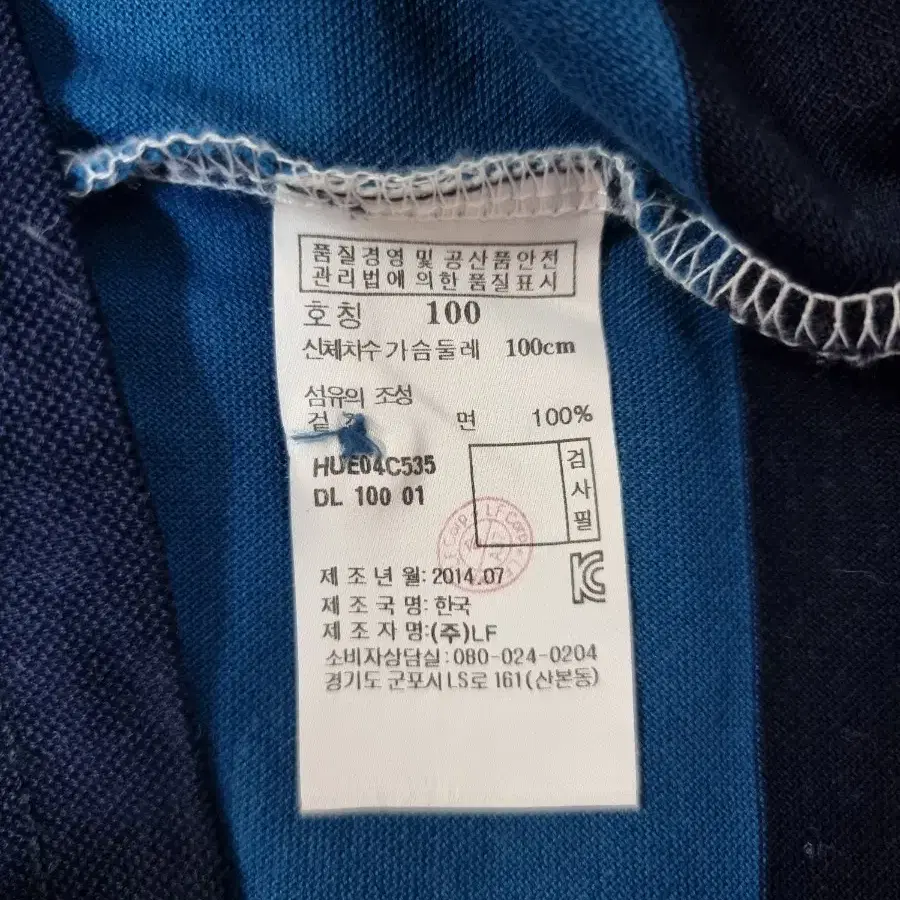 품질경영 및 공산품안전
관리법에 의한 품질표시
호칭 100
신체치수 가슴둘레 100cm
섬유의 조성
겉 면 100%
HUE04C535
DL 100 01
검사필
LF Corp
제조년월: 2014.07
제조국명: 한국
제조자명: (주)LF
소비자상담실: 080-024-0204
경기도 군포시 LS로 161(산본동)